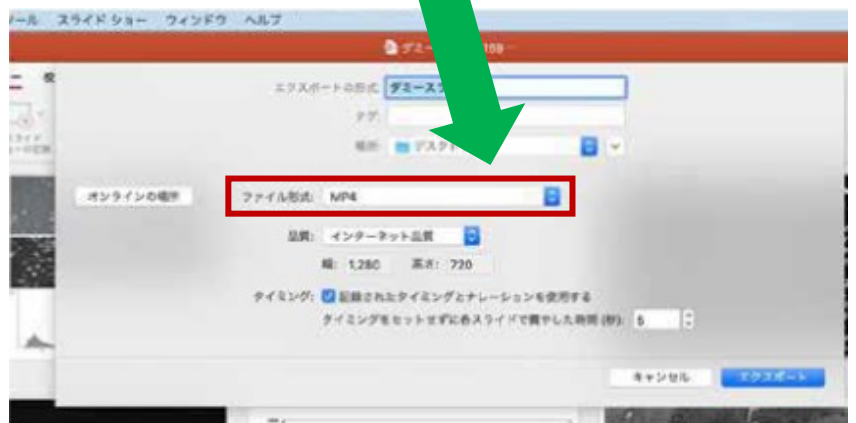 スライド ショー ウィンドウ ヘルプ
エクスポートの形式:
タグ:
場所:
オンラインの場所
ファイル形式: MP4
品質: インターネット品質
幅: 1,280 高さ: 720
タイミング: 記録されたタイミングとナレーションを使用する
タイミングをセットせずに各スライドで費やした時間 (秒): 5
キャンセル エクスポート